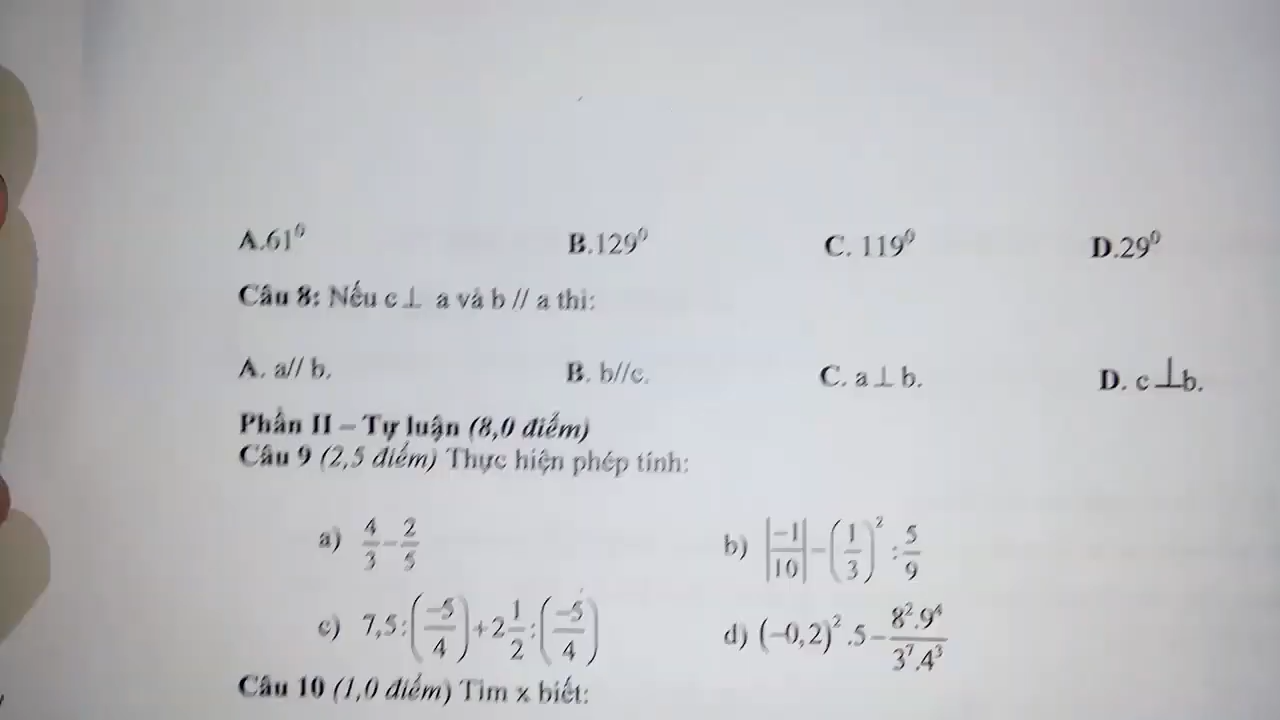 A.61⁰ B.129⁰ C. 119⁰ D.29⁰
Câu 8: Nếu c ⊥ a và b // a thì:
A. a// b. B. b//c. C. a ⊥ b. D. c ⊥b.
Phần II – Tự luận (8,0 điểm)
Câu 9 (2,5 điểm) Thực hiện phép tính:
a) 4/3 − 2/5 b) |−1/10| − (1/3)² : 5/9
c) 7,5:(−5/4)+2 1/2:(−5/4) d) (−0,2)².5 − 8².9⁴/3⁷.4³
Câu 10 (1,0 điểm) Tìm x biết: